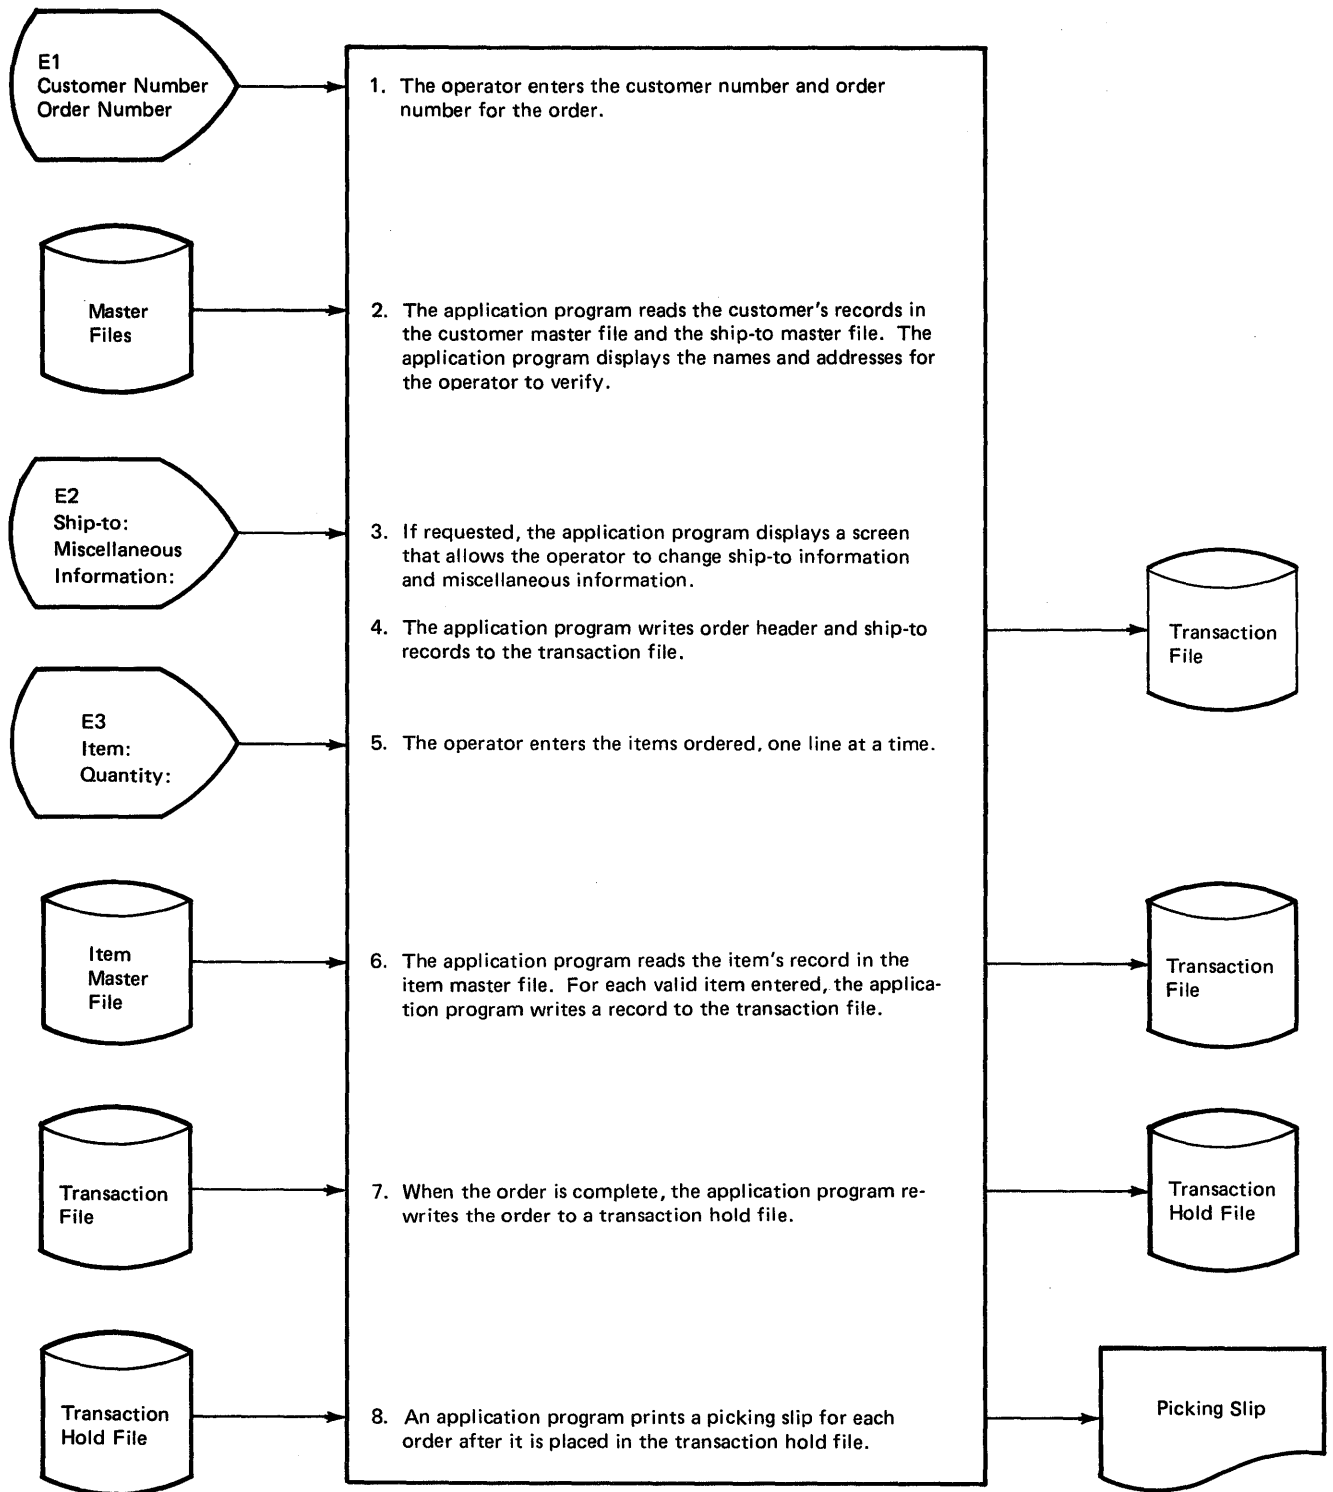 E1
Customer Number
Order Number
1. The operator enters the customer number and order
number for the order.
Master
Files
2. The application program reads the customer's records in
the customer master file and the ship-to master file. The
application program displays the names and addresses for
the operator to verify.
E2
Ship-to:
Miscellaneous
Information:
3. If requested, the application program displays a screen
that allows the operator to change ship-to information
and miscellaneous information.
4. The application program writes order header and ship-to
records to the transaction file.
Transaction
File
E3
Item:
Quantity:
5. The operator enters the items ordered, one line at a time.
Item
Master
File
6. The application program reads the item's record in the
item master file. For each valid item entered, the applica-
tion program writes a record to the transaction file.
Transaction
File
Transaction
File
7. When the order is complete, the application program re-
writes the order to a transaction hold file.
Transaction
Hold File
Transaction
Hold File
8. An application program prints a picking slip for each
order after it is placed in the transaction hold file.
Picking Slip